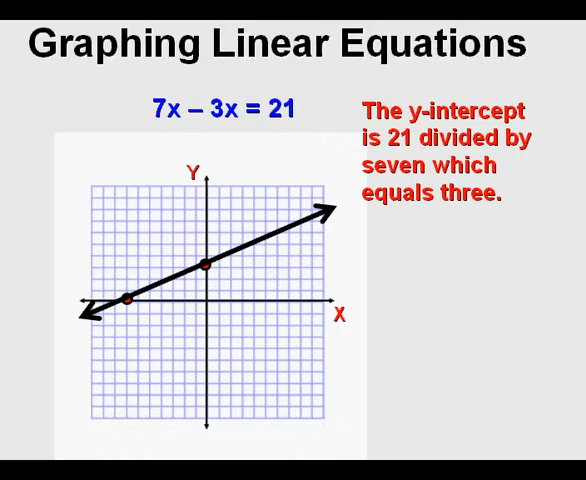 Graphing Linear Equations
7x – 3x = 21
The y-intercept
is 21 divided by
seven which
equals three.
Y
X